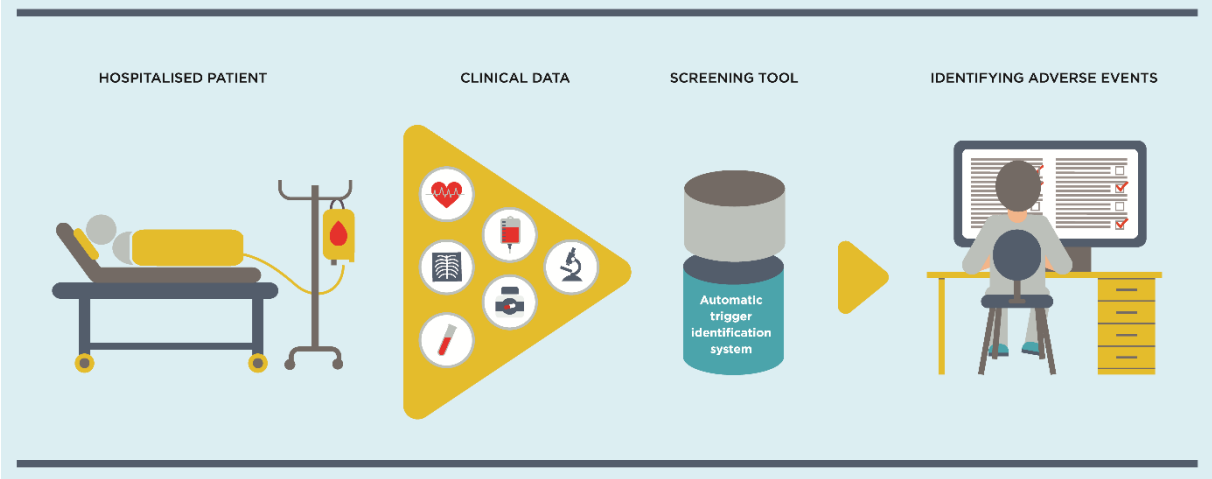 HOSPITALISED PATIENT
CLINICAL DATA
SCREENING TOOL
IDENTIFYING ADVERSE EVENTS
Automatic
trigger
identification
system